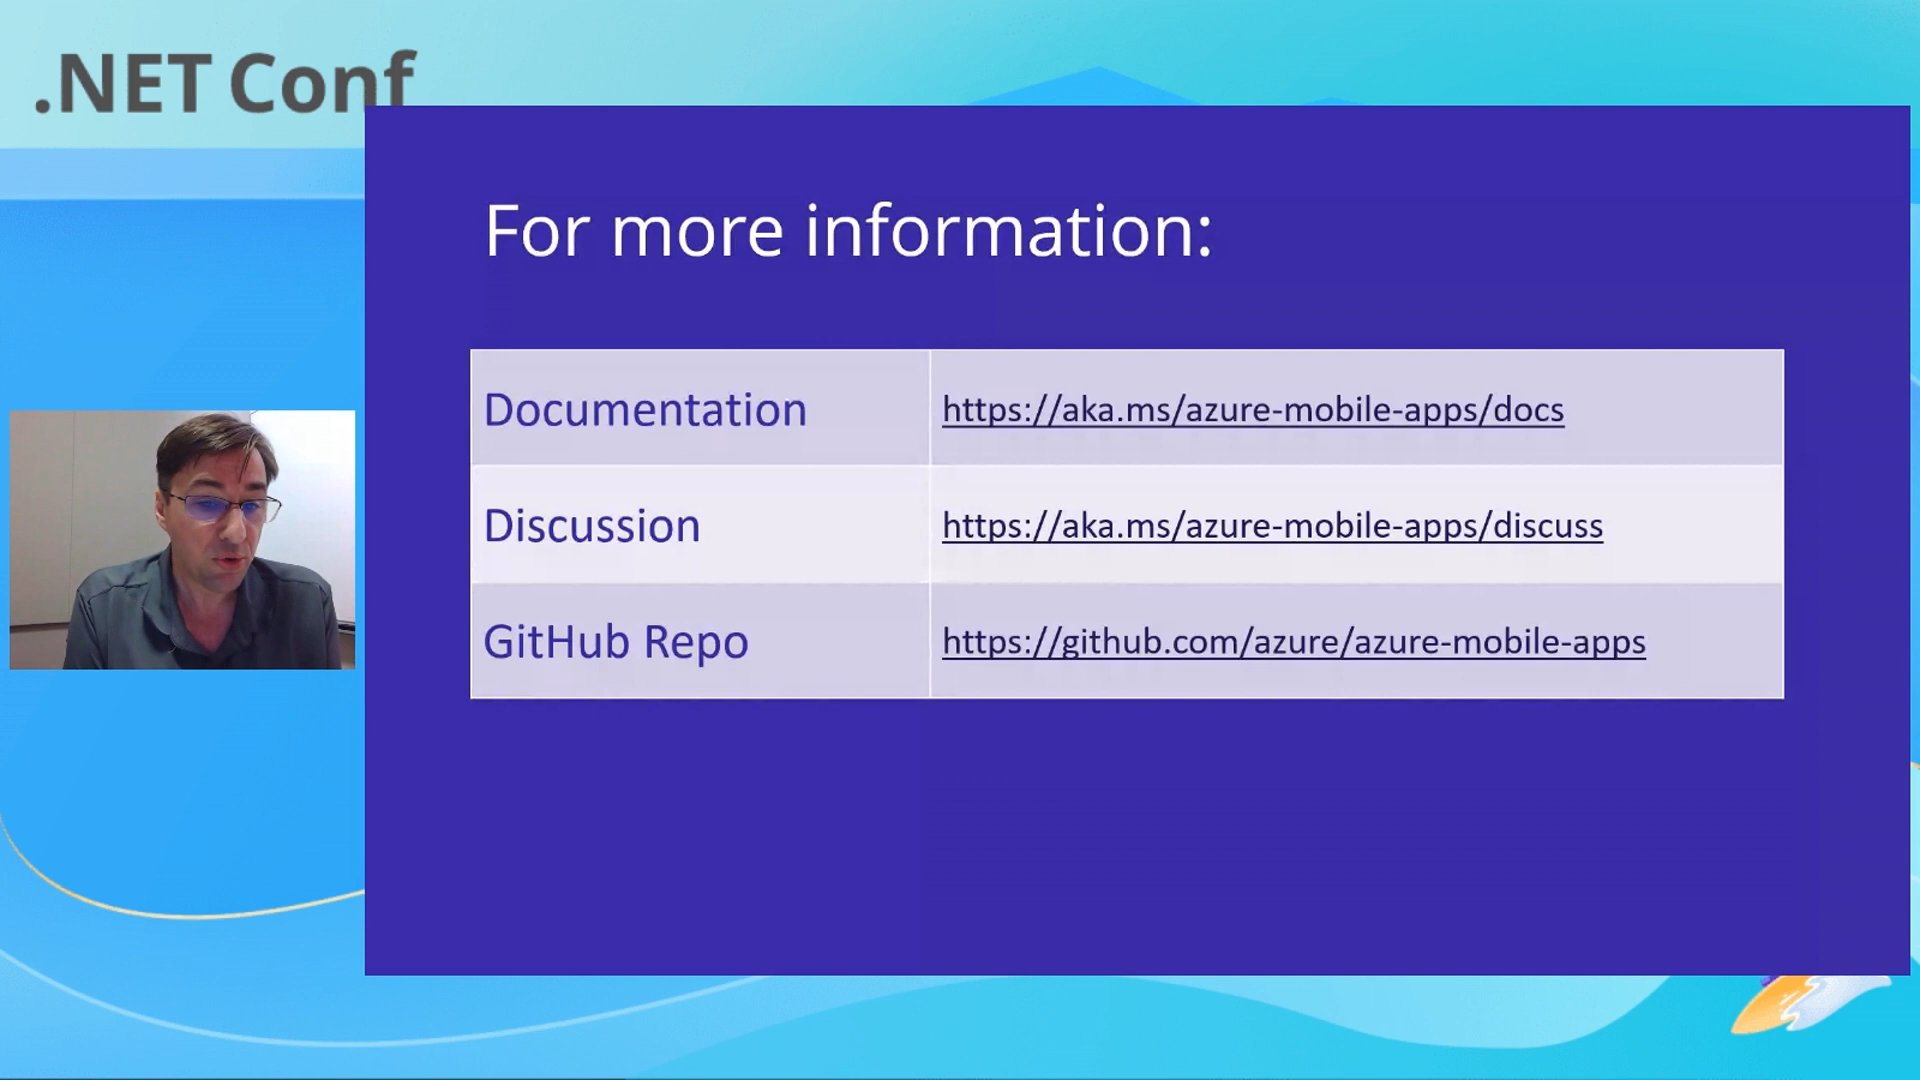 .NET Conf
For more information:
Documentation https://aka.ms/azure-mobile-apps/docs
Discussion https://aka.ms/azure-mobile-apps/discuss
GitHub Repo https://github.com/azure/azure-mobile-apps